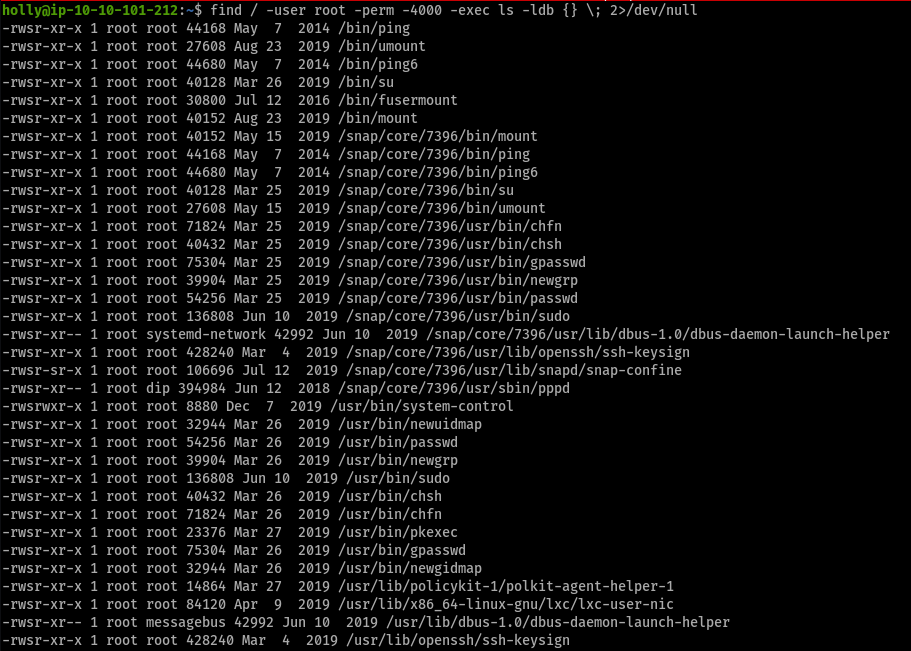 holly@ip-10-10-101-212:~$ find / -user root -perm -4000 -exec ls -ldb {} \; 2>/dev/null
-rwsr-xr-x 1 root root 44168 May  7  2014 /bin/ping
-rwsr-xr-x 1 root root 27608 Aug 23  2019 /bin/umount
-rwsr-xr-x 1 root root 44680 May  7  2014 /bin/ping6
-rwsr-xr-x 1 root root 40128 Mar 26  2019 /bin/su
-rwsr-xr-x 1 root root 30800 Jul 12  2016 /bin/fusermount
-rwsr-xr-x 1 root root 40152 Aug 23  2019 /bin/mount
-rwsr-xr-x 1 root root 40152 May 15  2019 /snap/core/7396/bin/mount
-rwsr-xr-x 1 root root 44168 May  7  2014 /snap/core/7396/bin/ping
-rwsr-xr-x 1 root root 44680 May  7  2014 /snap/core/7396/bin/ping6
-rwsr-xr-x 1 root root 40128 Mar 25  2019 /snap/core/7396/bin/su
-rwsr-xr-x 1 root root 27608 May 15  2019 /snap/core/7396/bin/umount
-rwsr-xr-x 1 root root 71824 Mar 25  2019 /snap/core/7396/usr/bin/chfn
-rwsr-xr-x 1 root root 40432 Mar 25  2019 /snap/core/7396/usr/bin/chsh
-rwsr-xr-x 1 root root 75304 Mar 25  2019 /snap/core/7396/usr/bin/gpasswd
-rwsr-xr-x 1 root root 39904 Mar 25  2019 /snap/core/7396/usr/bin/newgrp
-rwsr-xr-x 1 root root 54256 Mar 25  2019 /snap/core/7396/usr/bin/passwd
-rwsr-xr-x 1 root root 136808 Jun 10  2019 /snap/core/7396/usr/bin/sudo
-rwsr-xr-- 1 root systemd-network 42992 Jun 10  2019 /snap/core/7396/usr/lib/dbus-1.0/dbus-daemon-launch-helper
-rwsr-xr-x 1 root root 428240 Mar  4  2019 /snap/core/7396/usr/lib/openssh/ssh-keysign
-rwsr-sr-x 1 root root 106696 Jul 12  2019 /snap/core/7396/usr/lib/snapd/snap-confine
-rwsr-xr-- 1 root dip 394984 Jun 12  2018 /snap/core/7396/usr/sbin/pppd
-rwsrwxr-x 1 root root 8880 Dec  7  2019 /usr/bin/system-control
-rwsr-xr-x 1 root root 32944 Mar 26  2019 /usr/bin/newuidmap
-rwsr-xr-x 1 root root 54256 Mar 26  2019 /usr/bin/passwd
-rwsr-xr-x 1 root root 39904 Mar 26  2019 /usr/bin/newgrp
-rwsr-xr-x 1 root root 136808 Jun 10  2019 /usr/bin/sudo
-rwsr-xr-x 1 root root 40432 Mar 26  2019 /usr/bin/chsh
-rwsr-xr-x 1 root root 71824 Mar 26  2019 /usr/bin/chfn
-rwsr-xr-x 1 root root 23376 Mar 27  2019 /usr/bin/pkexec
-rwsr-xr-x 1 root root 75304 Mar 26  2019 /usr/bin/gpasswd
-rwsr-xr-x 1 root root 32944 Mar 26  2019 /usr/bin/newgidmap
-rwsr-xr-x 1 root root 14864 Mar 27  2019 /usr/lib/policykit-1/polkit-agent-helper-1
-rwsr-xr-x 1 root root 84120 Apr  9  2019 /usr/lib/x86_64-linux-gnu/lxc/lxc-user-nic
-rwsr-xr-- 1 root messagebus 42992 Jun 10  2019 /usr/lib/dbus-1.0/dbus-daemon-launch-helper
-rwsr-xr-x 1 root root 428240 Mar  4  2019 /usr/lib/openssh/ssh-keysign